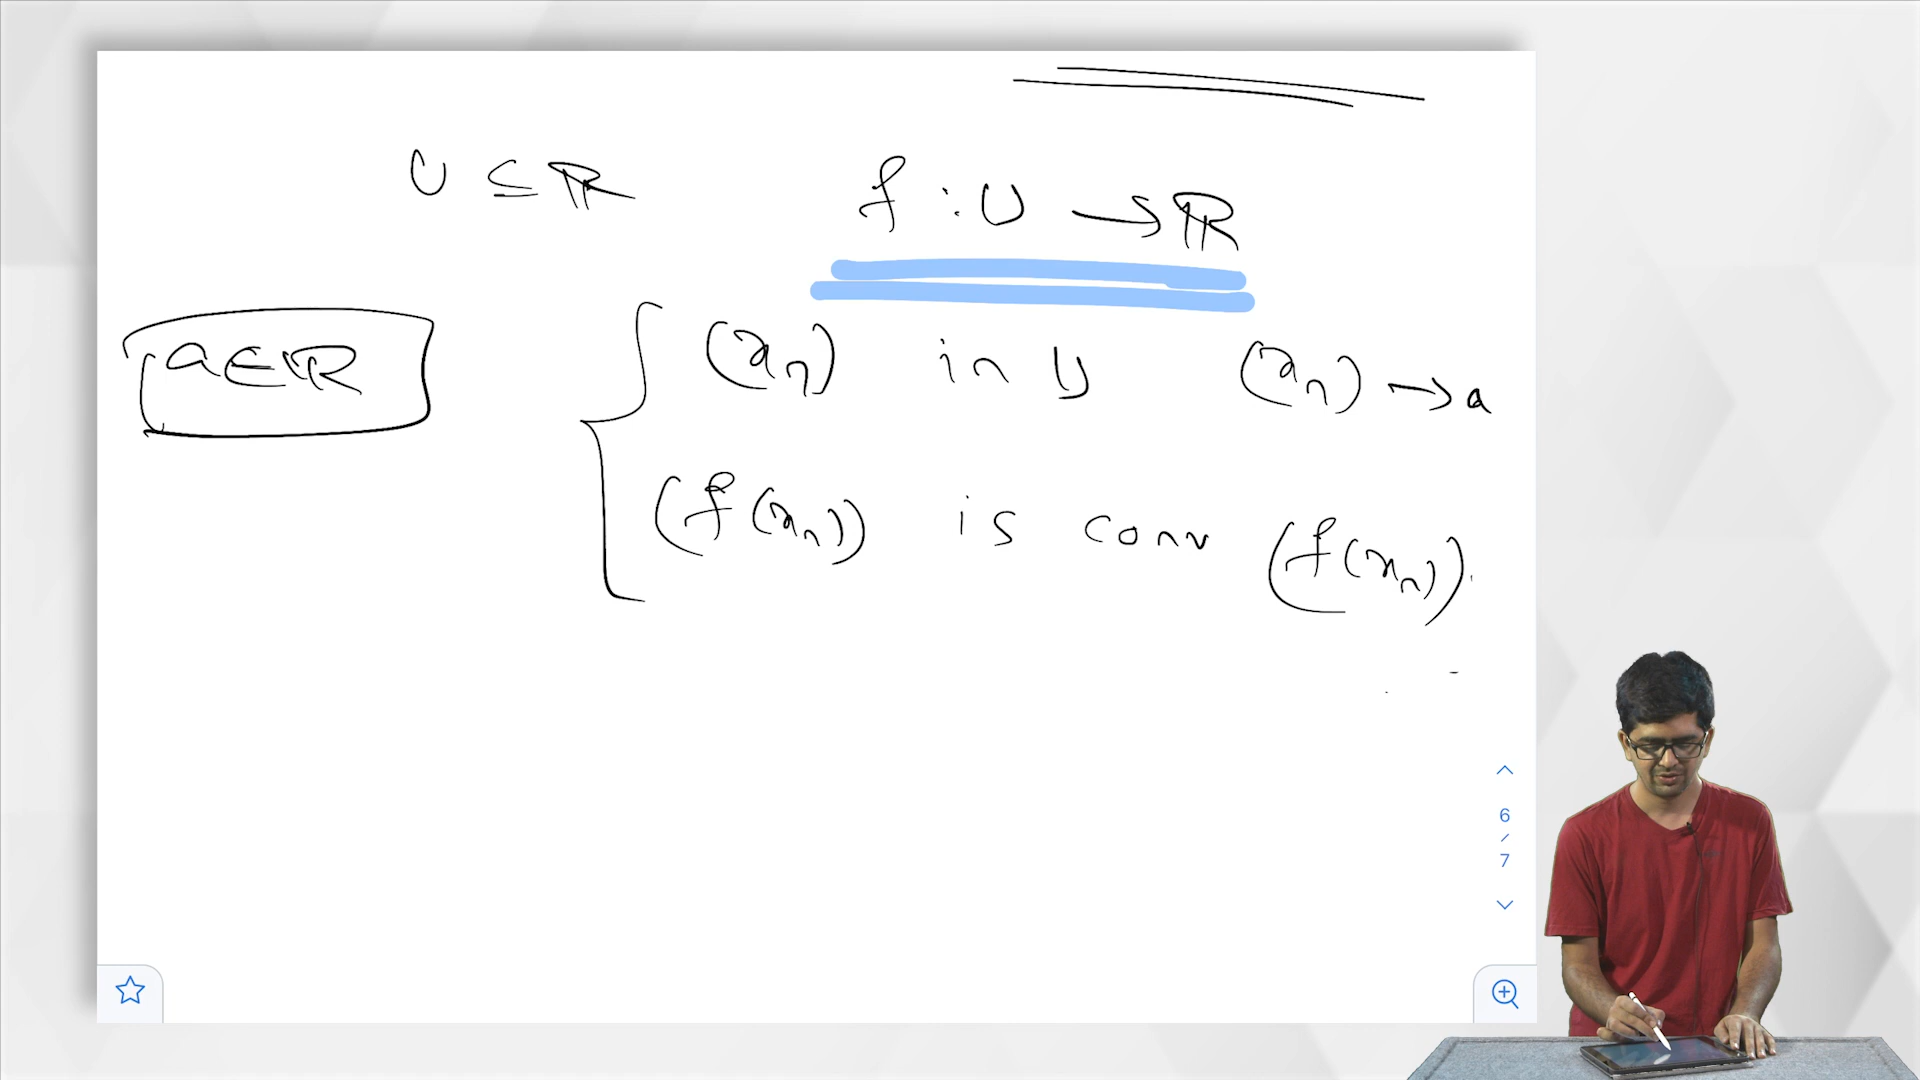 U ⊆ ℝ f : U → ℝ
a ∈ ℝ
(xₙ) in U (xₙ) → a
(f(xₙ)) is conv (f(xₙ)).
6
/
7